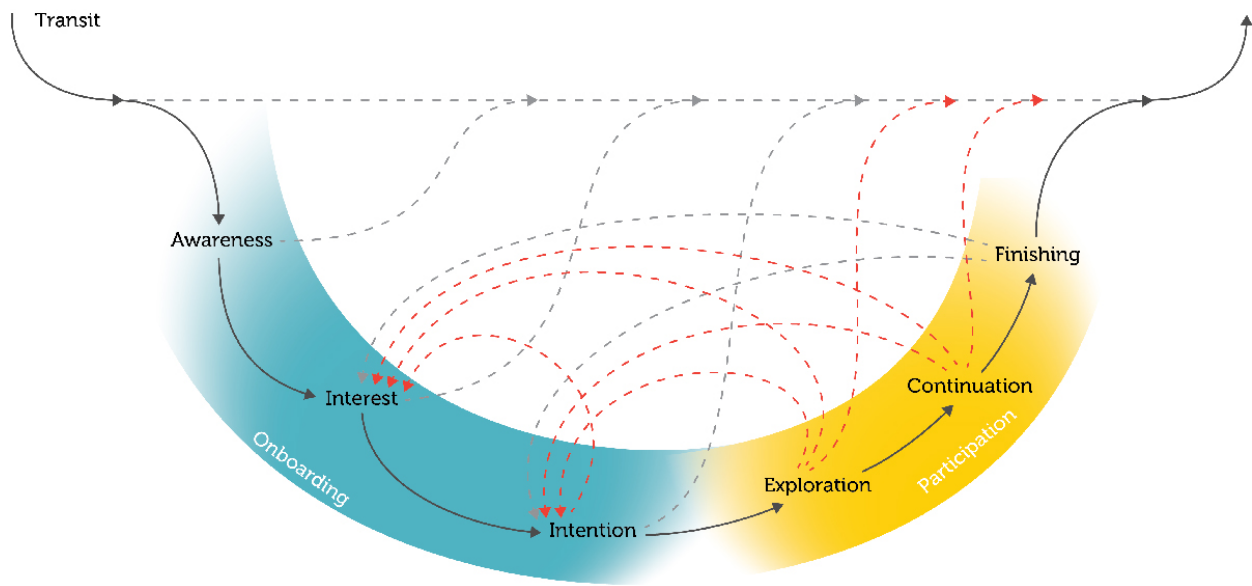 Transit
Awareness
Finishing
Interest
Continuation
Onboarding
Participation
Exploration
Intention